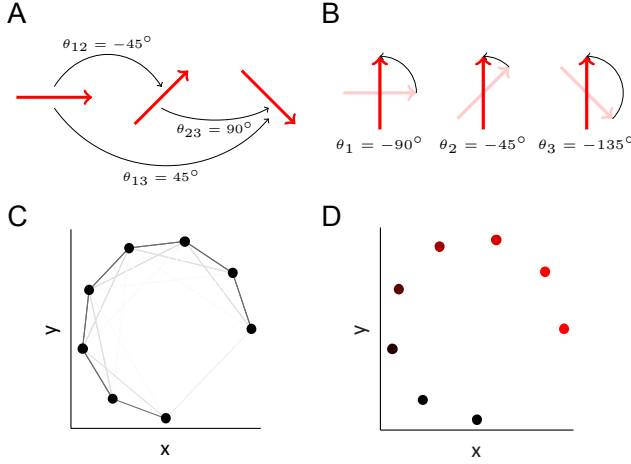 A
B
θ₁₂ = −45°
θ₂₃ = 90°
θ₁₃ = 45°
θ₁ = −90°
θ₂ = −45°
θ₃ = −135°
C
D
y
x
y
x